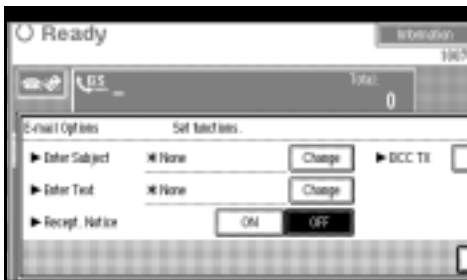 Ready
Information
Total:
G3 _
0
E-mail Options Set functions.
► Enter Subject ✱ None Change ► BCC TX
► Enter Text ✱ None Change
► Recept. Notice ON OFF